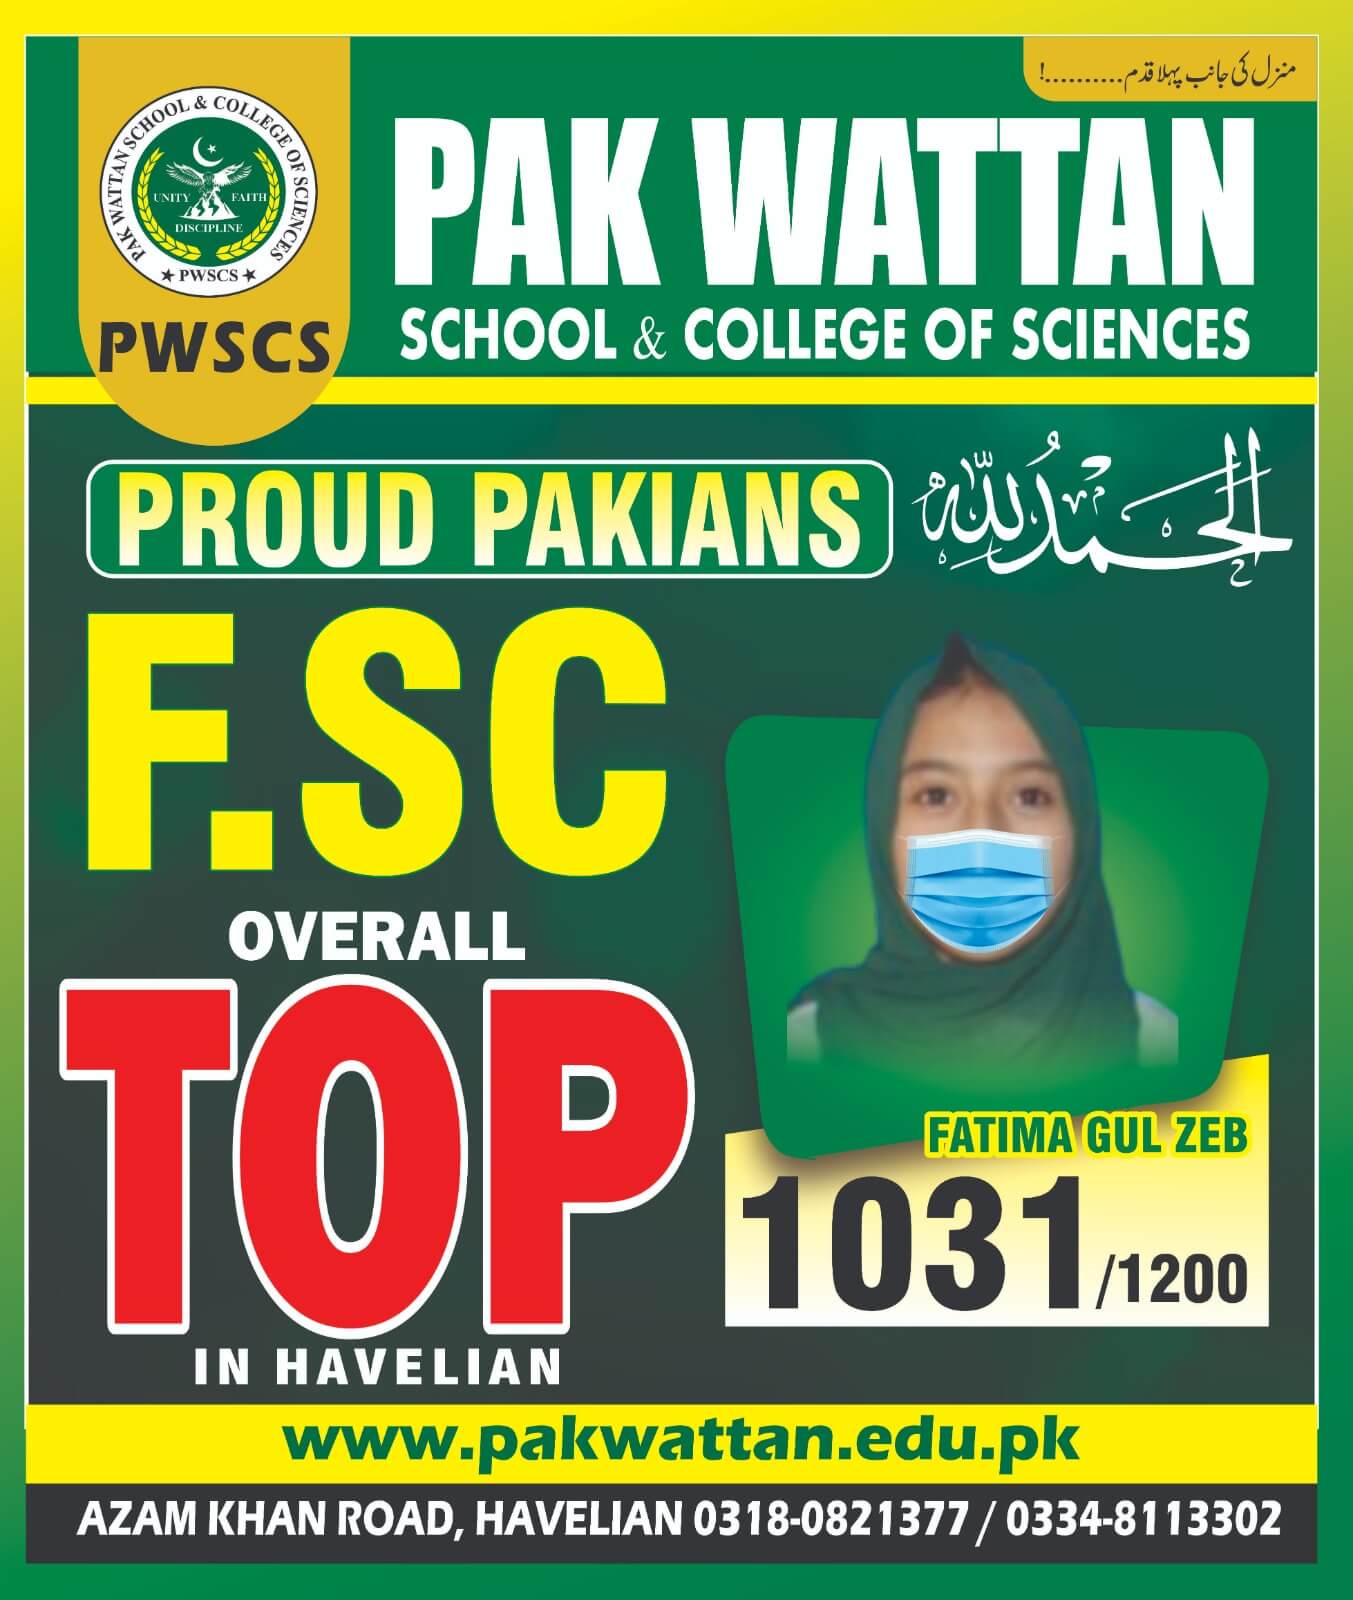 منزل کی جانب پہلا قدم..........!
PAK WATTAN SCHOOL & COLLEGE OF SCIENCES
UNITY FAITH
DISCIPLINE
★ PWSCS ★
PWSCS
PAK WATTAN
SCHOOL & COLLEGE OF SCIENCES
PROUD PAKIANS
الحمدُ للّٰہ
F.SC
OVERALL
TOP
IN HAVELIAN
FATIMA GUL ZEB
1031/1200
www.pakwattan.edu.pk
AZAM KHAN ROAD, HAVELIAN 0318-0821377 / 0334-8113302